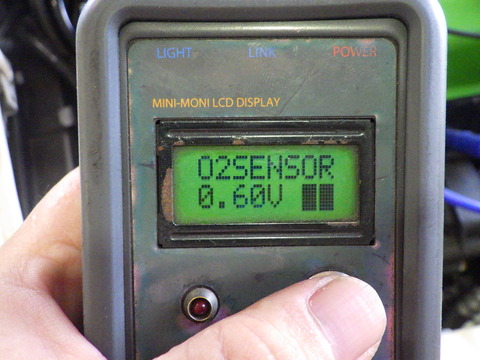 LIGHT LINK POWER
MINI-MONI LCD DISPLAY
O2SENSOR
0.60V